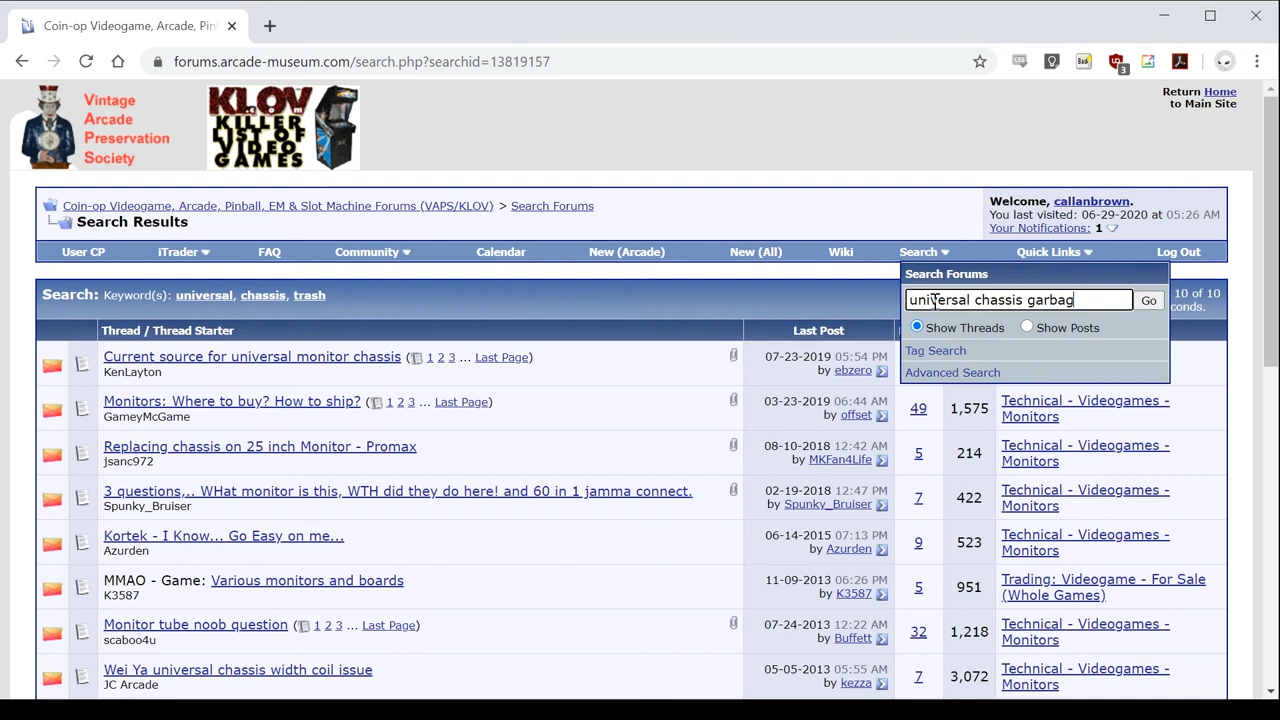 Coin-op Videogame, Arcade, Pin
forums.arcade-museum.com/search.php?searchid=13819157
CSS
Bask
3
Vintage
Arcade
Preservation
Society
KLOV
.com
KILLER
LIST OF
VIDEO
GAMES
Return Home
to Main Site
Coin-op Videogame, Arcade, Pinball, EM & Slot Machine Forums (VAPS/KLOV) > Search Forums
Search Results
Welcome, callanbrown.
You last visited: 06-29-2020 at 05:26 AM
Your Notifications: 1
User CP iTrader FAQ Community Calendar New (Arcade) New (All) Wiki Search Quick Links Log Out
Search Forums
universal chassis garbag Go
Show Threads Show Posts
Tag Search
Advanced Search
Search: Keyword(s): universal, chassis, trash
10 of 10
conds.
Thread / Thread Starter Last Post
Current source for universal monitor chassis ( 1 2 3 ... Last Page)
KenLayton
07-23-2019 05:54 PM
by ebzero
Monitors: Where to buy? How to ship? ( 1 2 3 ... Last Page)
GameyMcGame
03-23-2019 06:44 AM
by offset
49 1,575 Technical - Videogames -
Monitors
Replacing chassis on 25 inch Monitor - Promax
jsanc972
08-10-2018 12:42 AM
by MKFan4Life
5 214 Technical - Videogames -
Monitors
3 questions,.. WHat monitor is this, WTH did they do here! and 60 in 1 jamma connect.
Spunky_Bruiser
02-19-2018 12:47 PM
by Spunky_Bruiser
7 422 Technical - Videogames -
Monitors
Kortek - I Know... Go Easy on me...
Azurden
06-14-2015 07:13 PM
by Azurden
9 523 Technical - Videogames -
Monitors
MMAO - Game: Various monitors and boards
K3587
11-09-2013 06:26 PM
by K3587
5 951 Trading: Videogame - For Sale
(Whole Games)
Monitor tube noob question ( 1 2 3 ... Last Page)
scaboo4u
07-24-2013 12:22 AM
by Buffett
32 1,218 Technical - Videogames -
Monitors
Wei Ya universal chassis width coil issue
JC Arcade
05-05-2013 05:55 AM
by kezza
7 3,072 Technical - Videogames -
Monitors